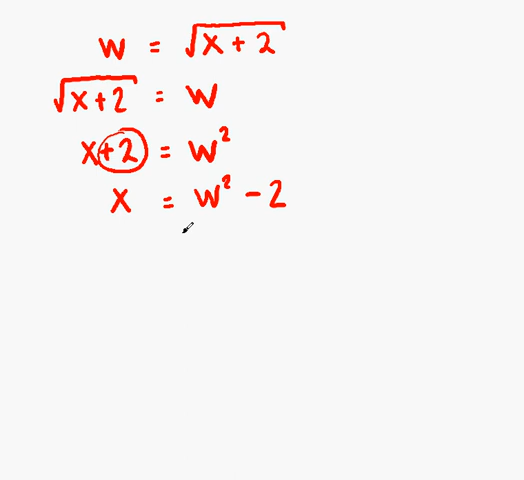 w = √x + 2
√x + 2 = w
x + 2 = w²
x = w² - 2